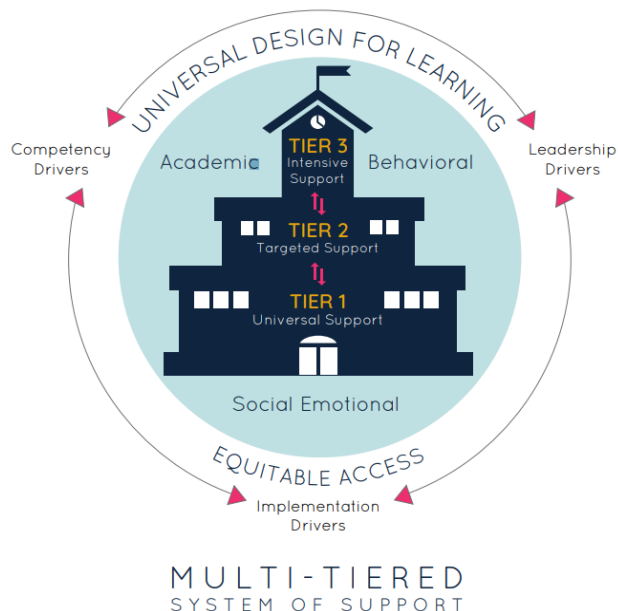 UNIVERSAL DESIGN FOR LEARNING
Competency
Drivers
Leadership
Drivers
Academic
Behavioral
TIER 3
Intensive
Support
TIER 2
Targeted Support
TIER 1
Universal Support
Social Emotional
EQUITABLE ACCESS
Implementation
Drivers
MULTI-TIERED
SYSTEM OF SUPPORT